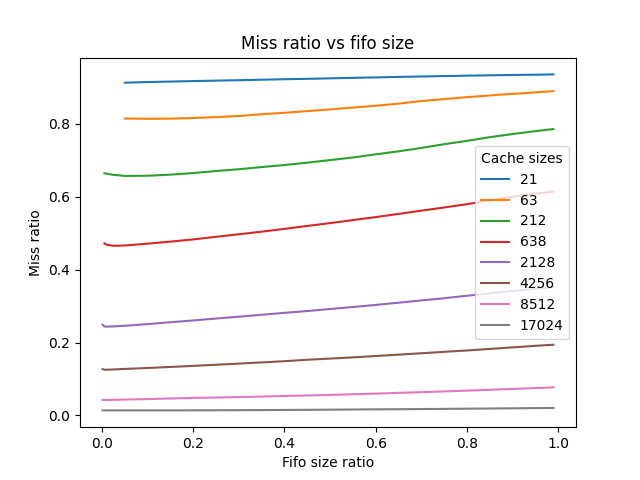 Miss ratio vs fifo size
Miss ratio
0.8
0.6
0.4
0.2
0.0
Cache sizes
21
63
212
638
2128
4256
8512
17024
0.0 0.2 0.4 0.6 0.8 1.0
Fifo size ratio